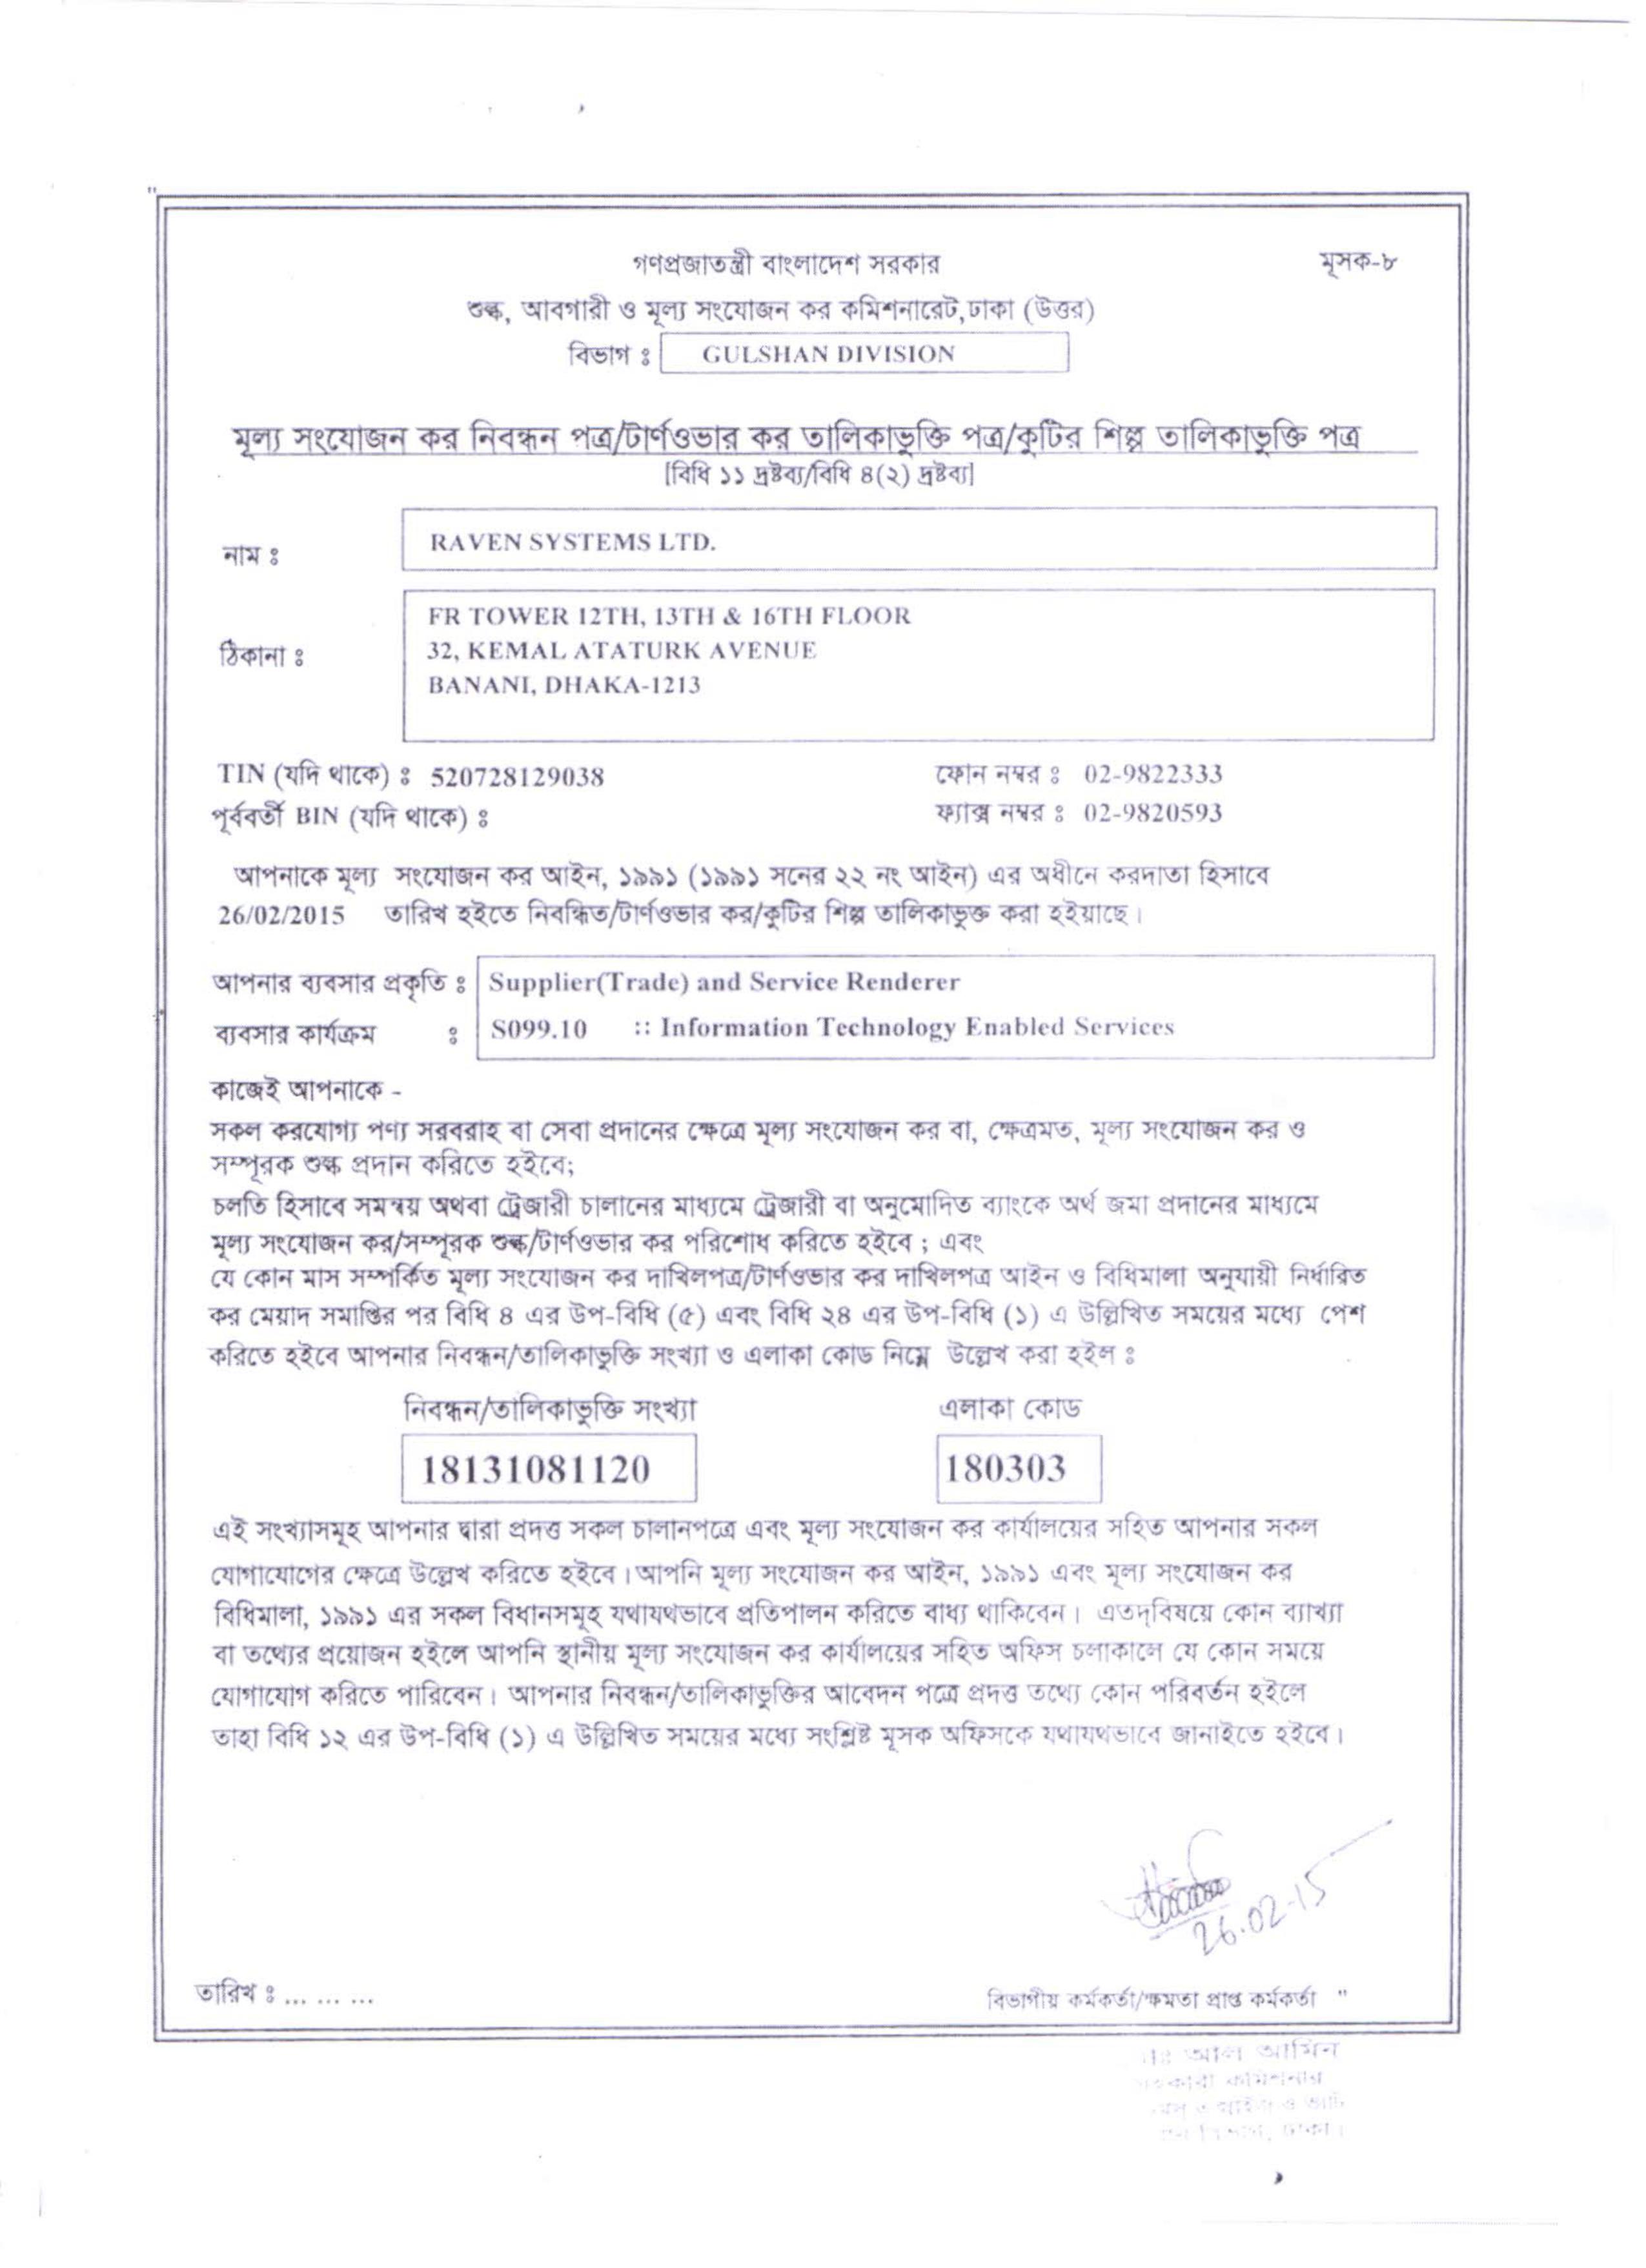 গণপ্রজাতন্ত্রী বাংলাদেশ সরকার
মূসক-৮
শুল্ক, আবগারী ও মূল্য সংযোজন কর কমিশনারেট,ঢাকা (উত্তর)
বিভাগ ঃ GULSHAN DIVISION
মূল্য সংযোজন কর নিবন্ধন পত্র/টার্ণওভার কর তালিকাভুক্তি পত্র/কুটির শিল্প তালিকাভুক্তি পত্র
[বিধি ১১ দ্রষ্টব্য/বিধি ৪(২) দ্রষ্টব্য]
নাম ঃ RAVEN SYSTEMS LTD.
ঠিকানা ঃ FR TOWER 12TH, 13TH & 16TH FLOOR
32, KEMAL ATATURK AVENUE
BANANI, DHAKA-1213
TIN (যদি থাকে) ঃ 520728129038 ফোন নম্বর ঃ 02-9822333
পূর্ববর্তী BIN (যদি থাকে) ঃ ফ্যাক্স নম্বর ঃ 02-9820593
আপনাকে মূল্য সংযোজন কর আইন, ১৯৯১ (১৯৯১ সনের ২২ নং আইন) এর অধীনে করদাতা হিসাবে
26/02/2015 তারিখ হইতে নিবন্ধিত/টার্ণওভার কর/কুটির শিল্প তালিকাভুক্ত করা হইয়াছে।
আপনার ব্যবসার প্রকৃতি ঃ Supplier(Trade) and Service Renderer
ব্যবসার কার্যক্রম ঃ S099.10 :: Information Technology Enabled Services
কাজেই আপনাকে -
সকল করযোগ্য পণ্য সরবরাহ বা সেবা প্রদানের ক্ষেত্রে মূল্য সংযোজন কর বা, ক্ষেত্রমত, মূল্য সংযোজন কর ও
সম্পূরক শুল্ক প্রদান করিতে হইবে;
চলতি হিসাবে সমন্বয় অথবা ট্রেজারী চালানের মাধ্যমে ট্রেজারী বা অনুমোদিত ব্যাংকে অর্থ জমা প্রদানের মাধ্যমে
মূল্য সংযোজন কর/সম্পূরক শুল্ক/টার্ণওভার কর পরিশোধ করিতে হইবে ; এবং
যে কোন মাস সম্পর্কিত মূল্য সংযোজন কর দাখিলপত্র/টার্ণওভার কর দাখিলপত্র আইন ও বিধিমালা অনুযায়ী নির্ধারিত
কর মেয়াদ সমাপ্তির পর বিধি ৪ এর উপ-বিধি (৫) এবং বিধি ২৪ এর উপ-বিধি (১) এ উল্লিখিত সময়ের মধ্যে পেশ
করিতে হইবে আপনার নিবন্ধন/তালিকাভুক্তি সংখ্যা ও এলাকা কোড নিম্নে উল্লেখ করা হইল ঃ
নিবন্ধন/তালিকাভুক্তি সংখ্যা এলাকা কোড
18131081120 180303
এই সংখ্যাসমূহ আপনার দ্বারা প্রদত্ত সকল চালানপত্রে এবং মূল্য সংযোজন কর কার্যালয়ের সহিত আপনার সকল
যোগাযোগের ক্ষেত্রে উল্লেখ করিতে হইবে। আপনি মূল্য সংযোজন কর আইন, ১৯৯১ এবং মূল্য সংযোজন কর
বিধিমালা, ১৯৯১ এর সকল বিধানসমূহ যথাযথভাবে প্রতিপালন করিতে বাধ্য থাকিবেন। এতদ্‌বিষয়ে কোন ব্যাখ্যা
বা তথ্যের প্রয়োজন হইলে আপনি স্থানীয় মূল্য সংযোজন কর কার্যালয়ের সহিত অফিস চলাকালে যে কোন সময়ে
যোগাযোগ করিতে পারিবেন। আপনার নিবন্ধন/তালিকাভুক্তির আবেদন পত্রে প্রদত্ত তথ্যে কোন পরিবর্তন হইলে
তাহা বিধি ১২ এর উপ-বিধি (১) এ উল্লিখিত সময়ের মধ্যে সংশ্লিষ্ট মূসক অফিসকে যথাযথভাবে জানাইতে হইবে।
26.02-15
তারিখ ঃ ... ... ...
বিভাগীয় কর্মকর্তা/ক্ষমতা প্রাপ্ত কর্মকর্তা "
আল আমিন
কমিশনার